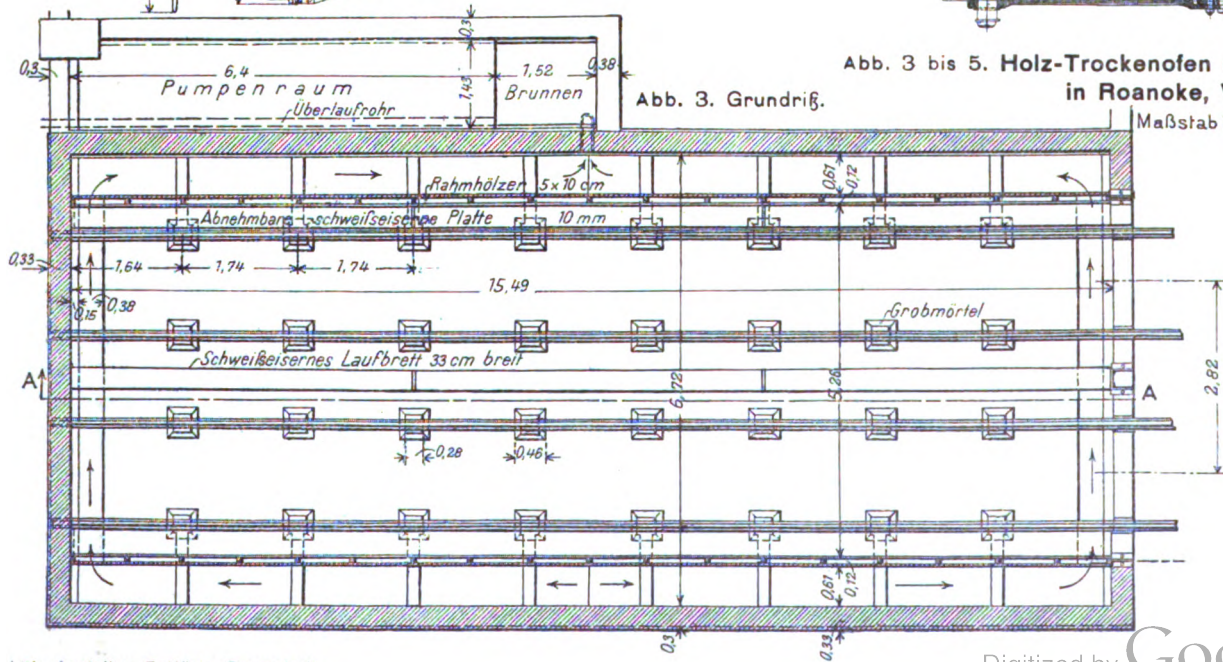 Abb. 3 bis 5. Holz-Trockenofen
in Roanoke,
Maßstab
Abb. 3. Grundriß.
0,3
0,3
6,4
1,52
0,38
Pumpenraum
1,43
Brunnen
Überlaufrohr
Rahmhölzer 5×10 cm
0,61
0,12
Abnehmbare schweißeiserne Platte 10 mm
0,33
1,64
1,74
1,74
15,49
0,15
0,38
Grobmörtel
Schweißeisernes Laufbrett 33 cm breit
A
6,72
5,26
2,82
A
0,28
0,46
0,61
0,12
0,3
0,33
Digitized by Goo